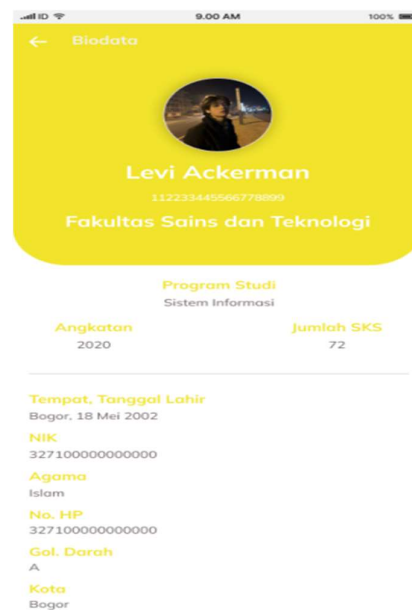 ID
9.00 AM
100%
Biodata
Levi Ackerman
112233445566778899
Fakultas Sains dan Teknologi
Program Studi
Sistem Informasi
Angkatan
Jumlah SKS
2020
72
Tempat, Tanggal Lahir
Bogor, 18 Mei 2002
NIK
327100000000000
Agama
Islam
No. HP
327100000000000
Gol. Darah
A
Kota
Bogor